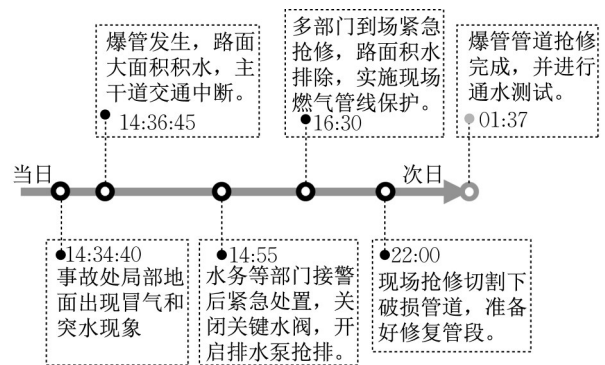 爆管发生，路面
大面积积水，主
干道交通中断。
14:36:45
多部门到场紧急
抢修，路面积水
排除，实施现场
燃气管线保护。
16:30
爆管管道抢修
完成，并进行
通水测试。
01:37
当日
次日
14:34:40
事故处局部地
面出现冒气和
突水现象
14:55
水务等部门接警
后紧急处置，关
闭关键水阀，开
启排水泵抢排。
22:00
现场抢修切割下
破损管道，准备
好修复管段。